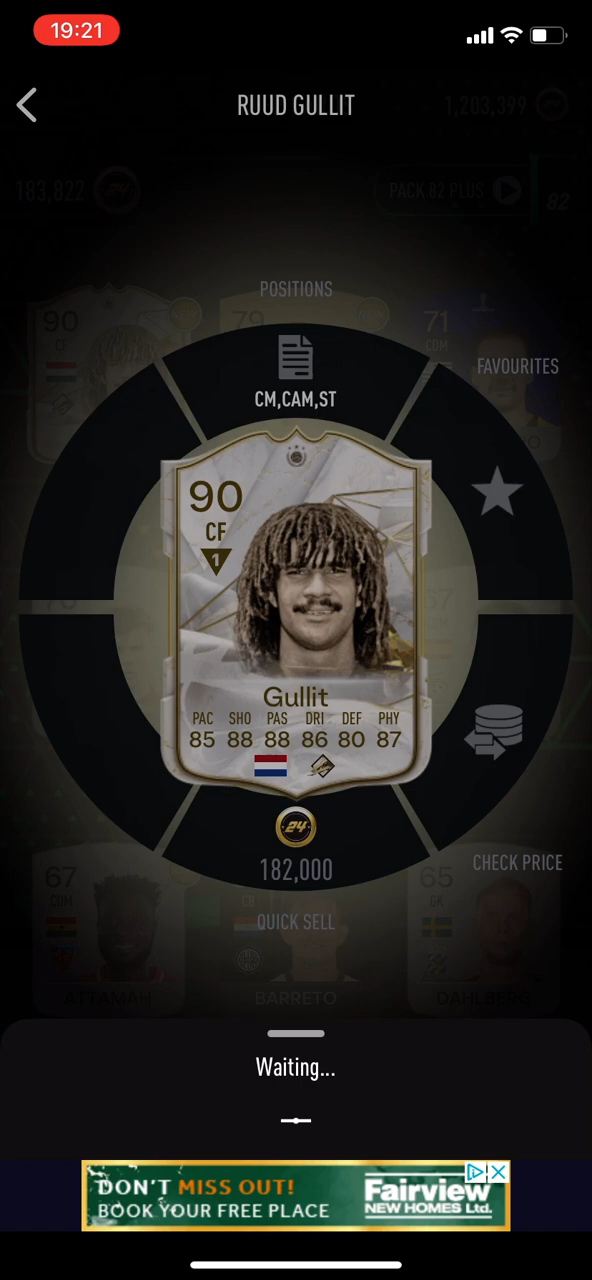 19:21
RUUD GULLIT
1,203,399
183,822
PACK 82 PLUS
82
POSITIONS
90
CF
79
71
CDM
FAVOURITES
CM,CAM,ST
90
CF
1
Gullit
PAC SHO PAS DRI DEF PHY
85 88 88 86 80 87
24
182,000
CHECK PRICE
67
CDM
CB
65
GK
QUICK SELL
ATTAMAH
BARRETO
DAHLBERG
Waiting...
DON'T MISS OUT!
BOOK YOUR FREE PLACE
Fairview
NEW HOMES Ltd.